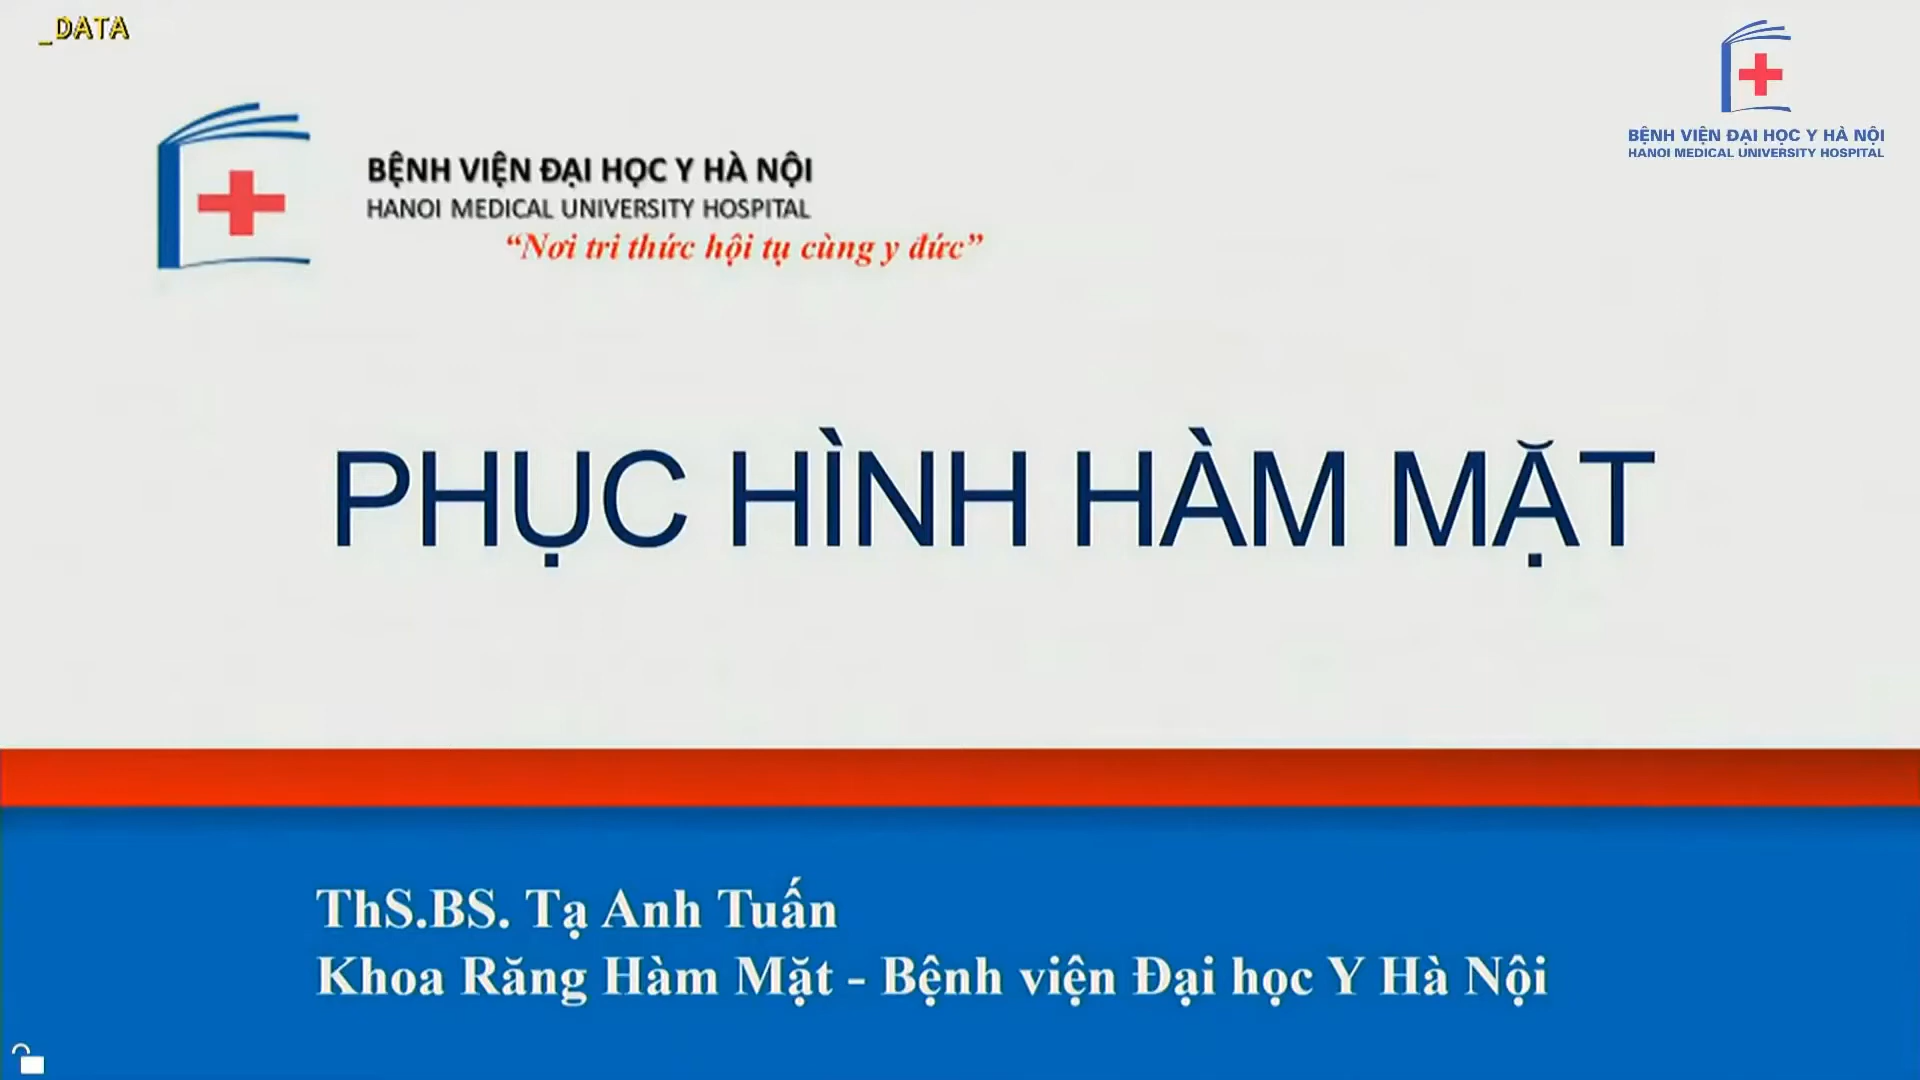 _DATA
BỆNH VIỆN ĐẠI HỌC Y HÀ NỘI
HANOI MEDICAL UNIVERSITY HOSPITAL
BỆNH VIỆN ĐẠI HỌC Y HÀ NỘI
HANOI MEDICAL UNIVERSITY HOSPITAL
“Nơi tri thức hội tụ cùng y đức”
PHỤC HÌNH HÀM MẶT
ThS.BS. Tạ Anh Tuấn
Khoa Răng Hàm Mặt - Bệnh viện Đại học Y Hà Nội